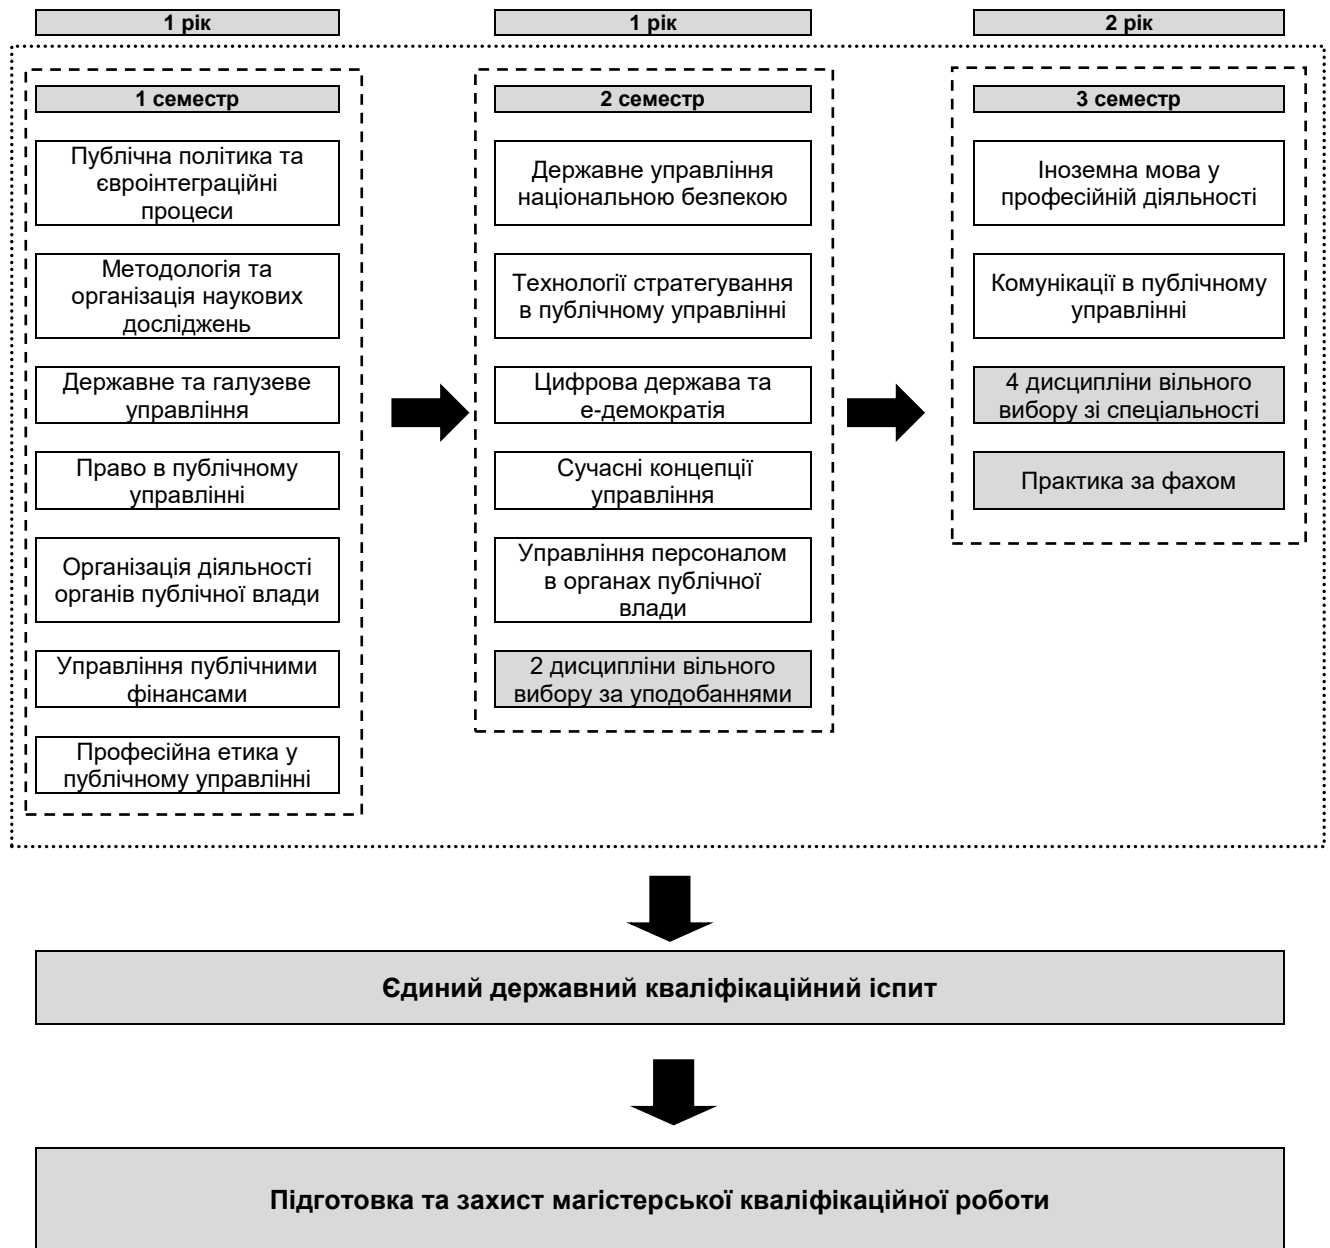 1 рік
1 рік
2 рік
1 семестр
Публічна політика та
євроінтеграційні
процеси
Методологія та
організація наукових
досліджень
Державне та галузеве
управління
Право в публічному
управлінні
Організація діяльності
органів публічної влади
Управління публічними
фінансами
Професійна етика у
публічному управлінні
2 семестр
Державне управління
національною безпекою
Технології стратегування
в публічному управлінні
Цифрова держава та
е-демократія
Сучасні концепції
управління
Управління персоналом
в органах публічної
влади
2 дисципліни вільного
вибору за уподобаннями
3 семестр
Іноземна мова у
професійній діяльності
Комунікації в публічному
управлінні
4 дисципліни вільного
вибору зі спеціальності
Практика за фахом
Єдиний державний кваліфікаційний іспит
Підготовка та захист магістерської кваліфікаційної роботи